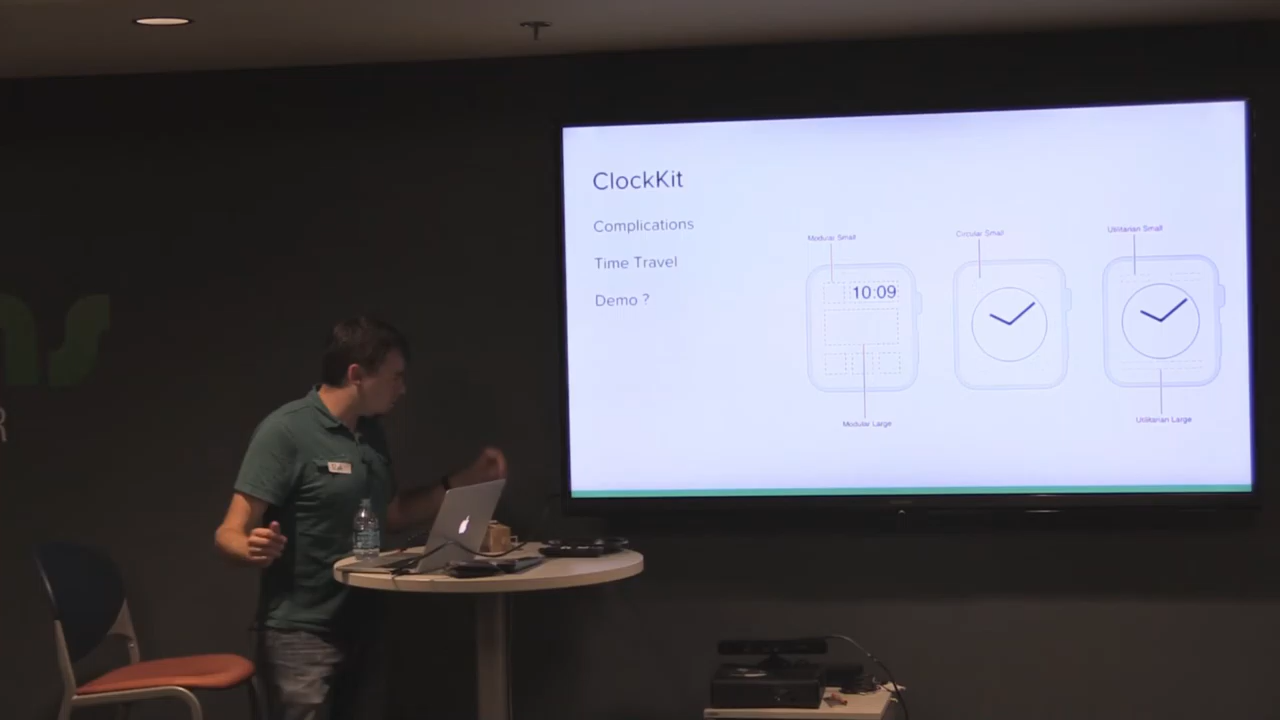 ClockKit
Complications
Time Travel
Demo ?
Modular Small
Circular Small
Utilitarian Small
10:09
Modular Large
Utilitarian Large